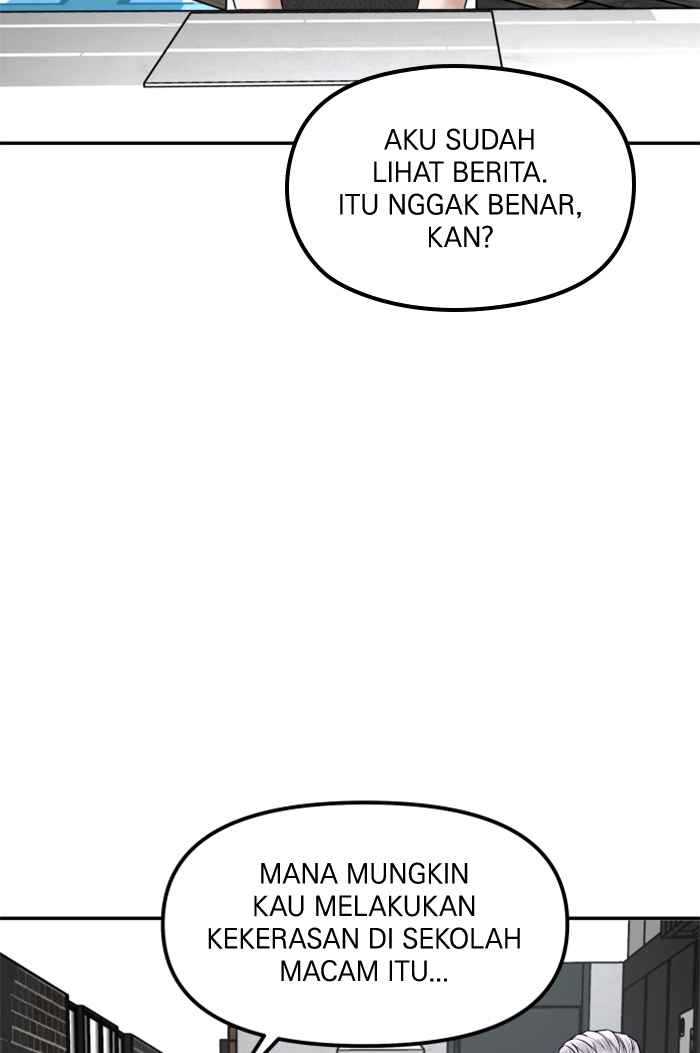 AKU SUDAH
LIHAT BERITA.
ITU NGGAK BENAR,
KAN?
MANA MUNGKIN
KAU MELAKUKAN
KEKERASAN DI SEKOLAH
MACAM ITU...